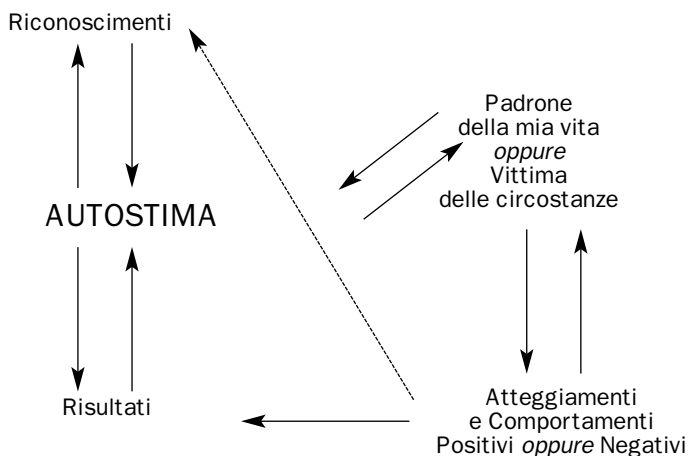 Riconoscimenti
Padrone
della mia vita
oppure
Vittima
delle circostanze
AUTOSTIMA
Risultati
Atteggiamenti
e Comportamenti
Positivi oppure Negativi